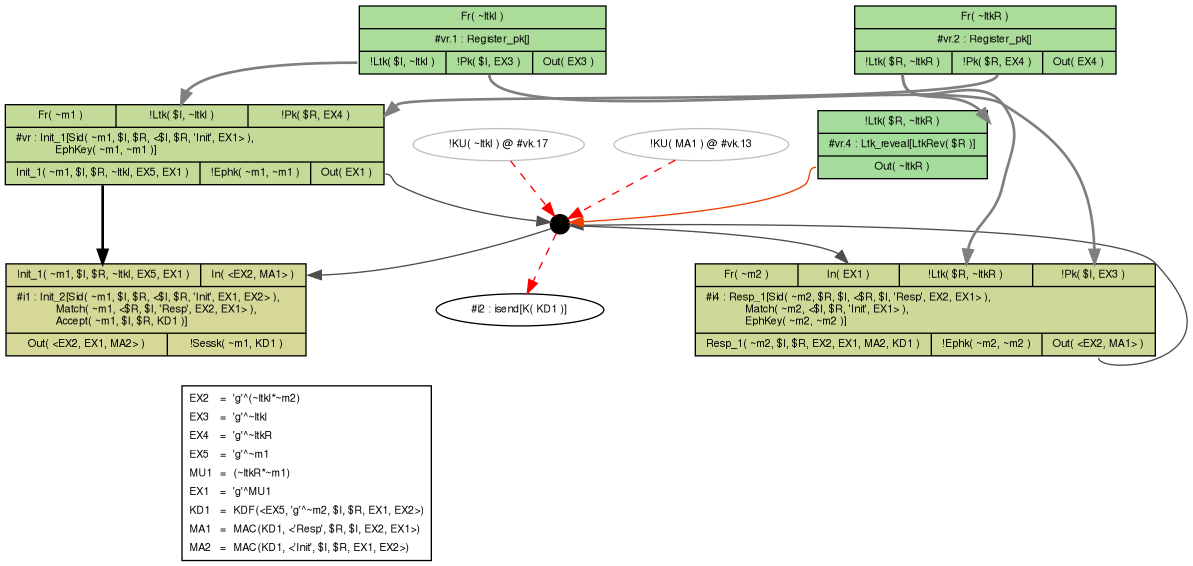 Fr( ~ltkI )
#vr.1 : Register_pk[]
!Ltk( $I, ~ltkI ) !Pk( $I, EX3 ) Out( EX3 )
Fr( ~ltkR )
#vr.2 : Register_pk[]
!Ltk( $R, ~ltkR ) !Pk( $R, EX4 ) Out( EX4 )
Fr( ~m1 ) !Ltk( $I, ~ltkI ) !Pk( $R, EX4 )
#vr : Init_1[Sid( ~m1, $I, $R, <$I, $R, 'Init', EX1> ),
EphKey( ~m1, ~m1 )]
Init_1( ~m1, $I, $R, ~ltkI, EX5, EX1 ) !Ephk( ~m1, ~m1 ) Out( EX1 )
!KU( ~ltkI ) @ #vk.17
!KU( MA1 ) @ #vk.13
!Ltk( $R, ~ltkR )
#vr.4 : Ltk_reveal[LtkRev( $R )]
Out( ~ltkR )
Init_1( ~m1, $I, $R, ~ltkI, EX5, EX1 ) In( <EX2, MA1> )
#i1 : Init_2[Sid( ~m1, $I, $R, <$I, $R, 'Init', EX1, EX2> ),
Match( ~m1, <$R, $I, 'Resp', EX2, EX1> ),
Accept( ~m1, $I, $R, KD1 )]
Out( <EX2, EX1, MA2> ) !Sessk( ~m1, KD1 )
#i2 : isend[K( KD1 )]
Fr( ~m2 ) In( EX1 ) !Ltk( $R, ~ltkR ) !Pk( $I, EX3 )
#i4 : Resp_1[Sid( ~m2, $R, $I, <$R, $I, 'Resp', EX2, EX1> ),
Match( ~m2, <$I, $R, 'Init', EX1> ),
EphKey( ~m2, ~m2 )]
Resp_1( ~m2, $I, $R, EX2, EX1, MA2, KD1 ) !Ephk( ~m2, ~m2 ) Out( <EX2, MA1> )
EX2 = 'g'^(~ltkI*~m2)
EX3 = 'g'^~ltkI
EX4 = 'g'^~ltkR
EX5 = 'g'^~m1
MU1 = (~ltkR*~m1)
EX1 = 'g'^MU1
KD1 = KDF(<EX5, 'g'^~m2, $I, $R, EX1, EX2>)
MA1 = MAC(KD1, <'Resp', $R, $I, EX2, EX1>)
MA2 = MAC(KD1, <'Init', $I, $R, EX1, EX2>)